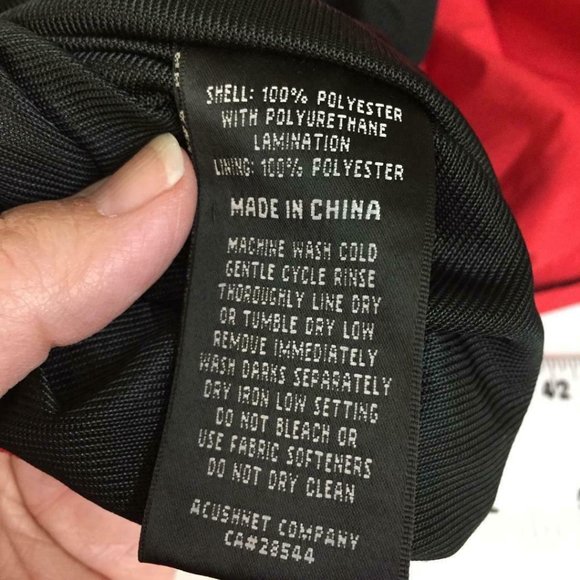 SHELL: 100% POLYESTER
WITH POLYURETHANE
LAMINATION
LINING: 100% POLYESTER
MADE IN CHINA
MACHINE WASH COLD
GENTLE CYCLE RINSE
THOROUGHLY LINE DRY
OR TUMBLE DRY LOW
REMOVE IMMEDIATELY
WASH DARKS SEPARATELY
DRY IRON LOW SETTING
DO NOT BLEACH OR
USE FABRIC SOFTENERS
DO NOT DRY CLEAN
ACUSHNET COMPANY
CA#28544
42